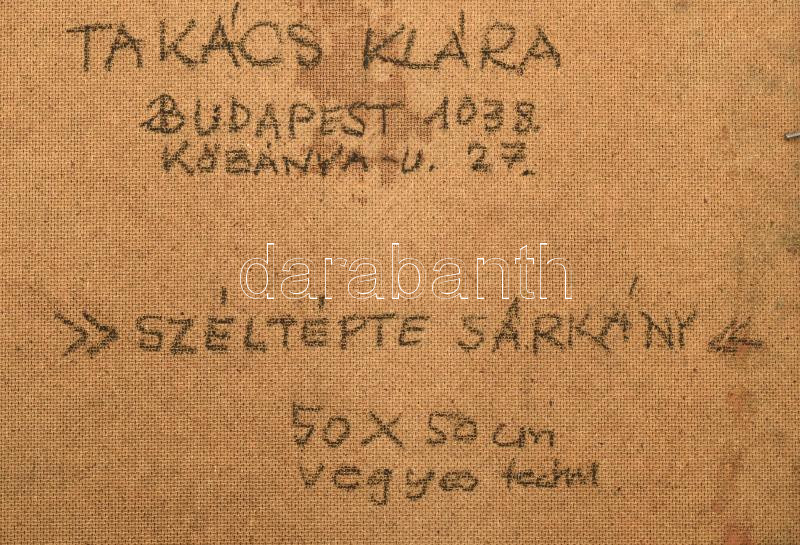 TAKÁCS KLÁRA
BUDAPEST 1038.
KŐBÁNYA U. 27.
darabanth
»SZÉLTÉPTE SÁRKÁNY«
50 X 50 cm
vegyes techn.